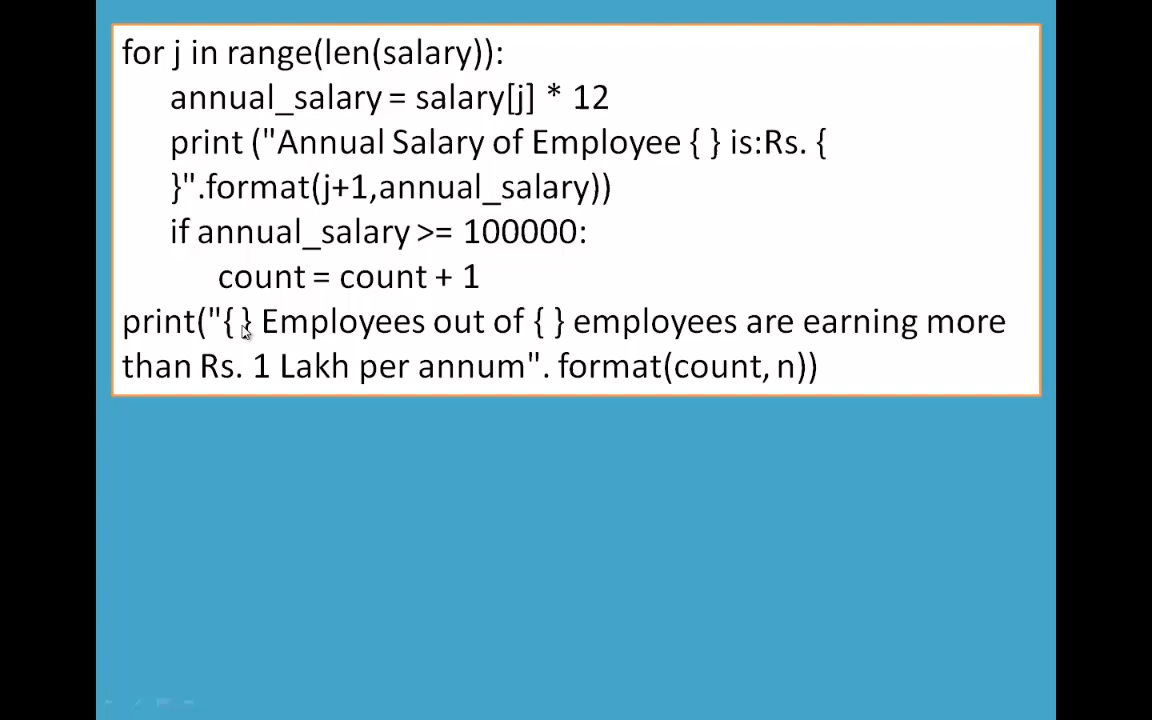 for j in range(len(salary)):
annual_salary = salary[j] * 12
print ("Annual Salary of Employee { } is:Rs. {
}".format(j+1,annual_salary))
if annual_salary >= 100000:
count = count + 1
print("{ } Employees out of { } employees are earning more
than Rs. 1 Lakh per annum". format(count, n))